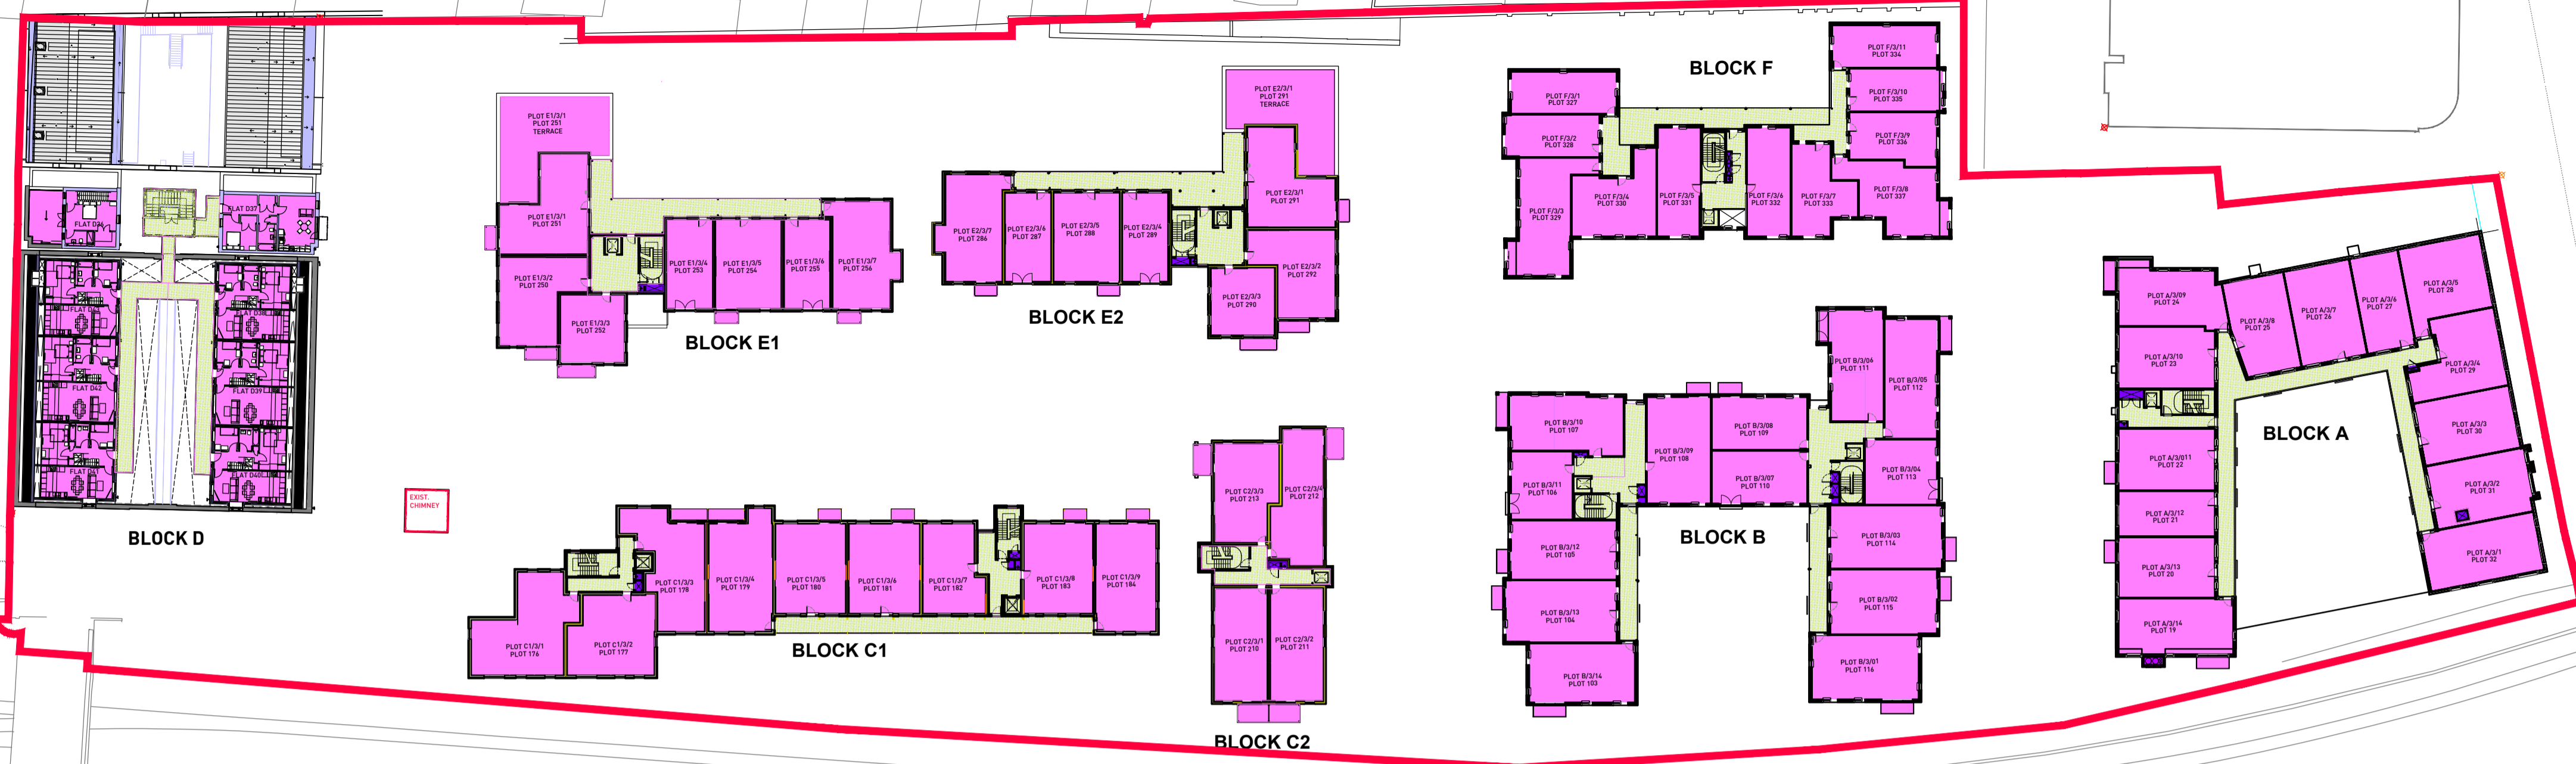 FLAT D36
FLAT D37
FLAT D38
FLAT D42
FLAT D39
FLAT D41
FLAT D40
BLOCK D
EXIST.
CHIMNEY
PLOT E1/3/1
PLOT 251
TERRACE
PLOT E1/3/1
PLOT 251
PLOT E1/3/2
PLOT 250
PLOT E1/3/3
PLOT 252
PLOT E1/3/4
PLOT 253
PLOT E1/3/5
PLOT 254
PLOT E1/3/6
PLOT 255
PLOT E1/3/7
PLOT 256
BLOCK E1
PLOT E2/3/1
PLOT 291
TERRACE
PLOT E2/3/1
PLOT 291
PLOT E2/3/7
PLOT 286
PLOT E2/3/6
PLOT 287
PLOT E2/3/5
PLOT 288
PLOT E2/3/4
PLOT 289
PLOT E2/3/2
PLOT 292
PLOT E2/3/3
PLOT 290
BLOCK E2
PLOT C1/3/1
PLOT 176
PLOT C1/3/2
PLOT 177
PLOT C1/3/3
PLOT 178
PLOT C1/3/4
PLOT 179
PLOT C1/3/5
PLOT 180
PLOT C1/3/6
PLOT 181
PLOT C1/3/7
PLOT 182
PLOT C1/3/8
PLOT 183
PLOT C1/3/9
PLOT 184
BLOCK C1
PLOT C2/3/3
PLOT 213
PLOT C2/3/4
PLOT 212
PLOT C2/3/1
PLOT 210
PLOT C2/3/2
PLOT 211
BLOCK C2
BLOCK F
PLOT F/3/11
PLOT 334
PLOT F/3/10
PLOT 335
PLOT F/3/9
PLOT 336
PLOT F/3/8
PLOT 337
PLOT F/3/1
PLOT 327
PLOT F/3/2
PLOT 328
PLOT F/3/3
PLOT 329
PLOT F/3/4
PLOT 330
PLOT F/3/5
PLOT 331
PLOT F/3/6
PLOT 332
PLOT F/3/7
PLOT 333
PLOT B/3/06
PLOT 111
PLOT B/3/05
PLOT 112
PLOT B/3/10
PLOT 107
PLOT B/3/09
PLOT 108
PLOT B/3/08
PLOT 109
PLOT B/3/07
PLOT 110
PLOT B/3/04
PLOT 113
PLOT B/3/11
PLOT 106
PLOT B/3/12
PLOT 105
PLOT B/3/13
PLOT 104
PLOT B/3/14
PLOT 103
BLOCK B
PLOT B/3/03
PLOT 114
PLOT B/3/02
PLOT 115
PLOT B/3/01
PLOT 116
PLOT A/3/09
PLOT 24
PLOT A/3/10
PLOT 23
PLOT A/3/8
PLOT 25
PLOT A/3/7
PLOT 26
PLOT A/3/6
PLOT 27
PLOT A/3/5
PLOT 28
PLOT A/3/4
PLOT 29
PLOT A/3/3
PLOT 30
PLOT A/3/2
PLOT 31
PLOT A/3/1
PLOT 32
BLOCK A
PLOT A/3/011
PLOT 22
PLOT A/3/12
PLOT 21
PLOT A/3/13
PLOT 20
PLOT A/3/14
PLOT 19